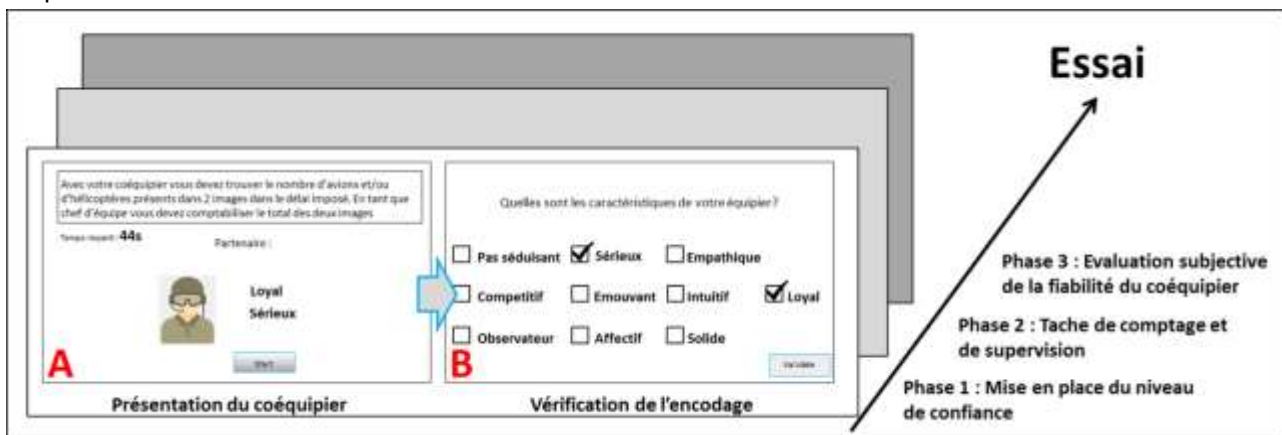 Essai
Avec votre coéquipier vous devez trouver le nombre d'avions et/ou
d'hélicoptères présents dans 2 images dans le délai imposé. En tant que
chef d'équipe vous devez comptabiliser le total des deux images
Temps restant : 44s
Partenaire :
Loyal
Sérieux
Start
A
Présentation du coéquipier
Quelles sont les caractéristiques de votre équipier ?
Pas séduisant Sérieux Empathique
Competitif Emouvant Intuitif Loyal
Observateur Affectif Solide
Valider
B
Vérification de l'encodage
Phase 3 : Evaluation subjective
de la fiabilité du coéquipier
Phase 2 : Tache de comptage et
de supervision
Phase 1 : Mise en place du niveau
de confiance